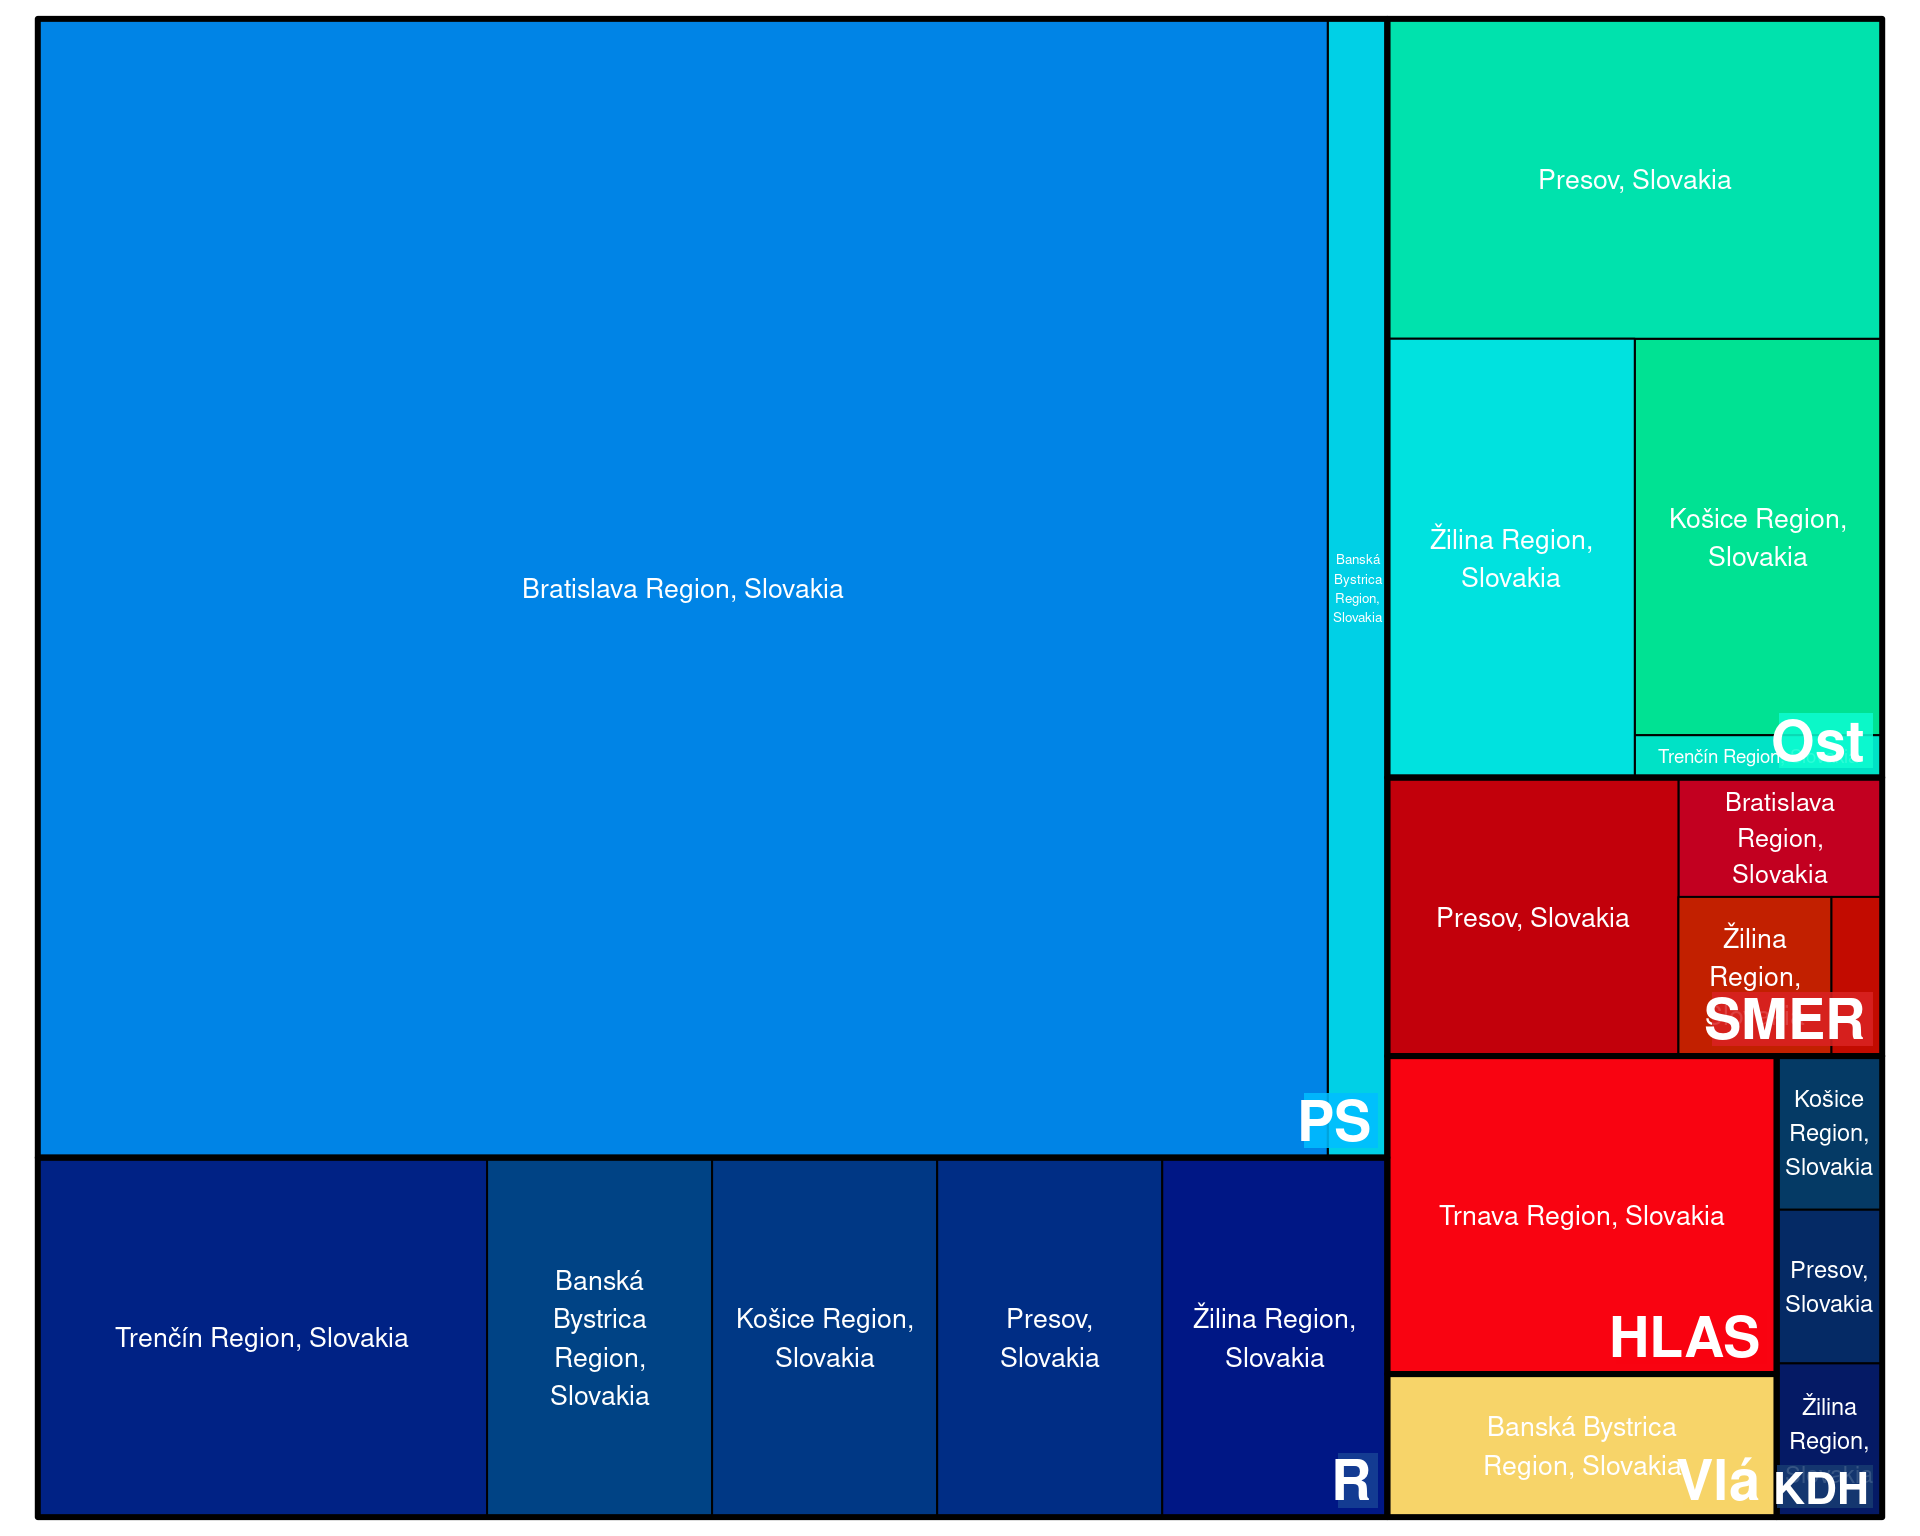 Bratislava Region, Slovakia
Banská
Bystrica
Region,
Slovakia
PS
Trenčín Region, Slovakia
Banská
Bystrica
Region,
Slovakia
Košice Region,
Slovakia
Presov,
Slovakia
Žilina Region,
Slovakia
R
Presov, Slovakia
Žilina Region,
Slovakia
Košice Region,
Slovakia
Trenčín Region
Ost
Presov, Slovakia
Bratislava
Region,
Slovakia
Žilina
Region,
SMER
Trnava Region, Slovakia
HLAS
Banská Bystrica
Region, Slovakia
Vlá
Košice
Region,
Slovakia
Presov,
Slovakia
Žilina
Region,
Slovakia
KDH